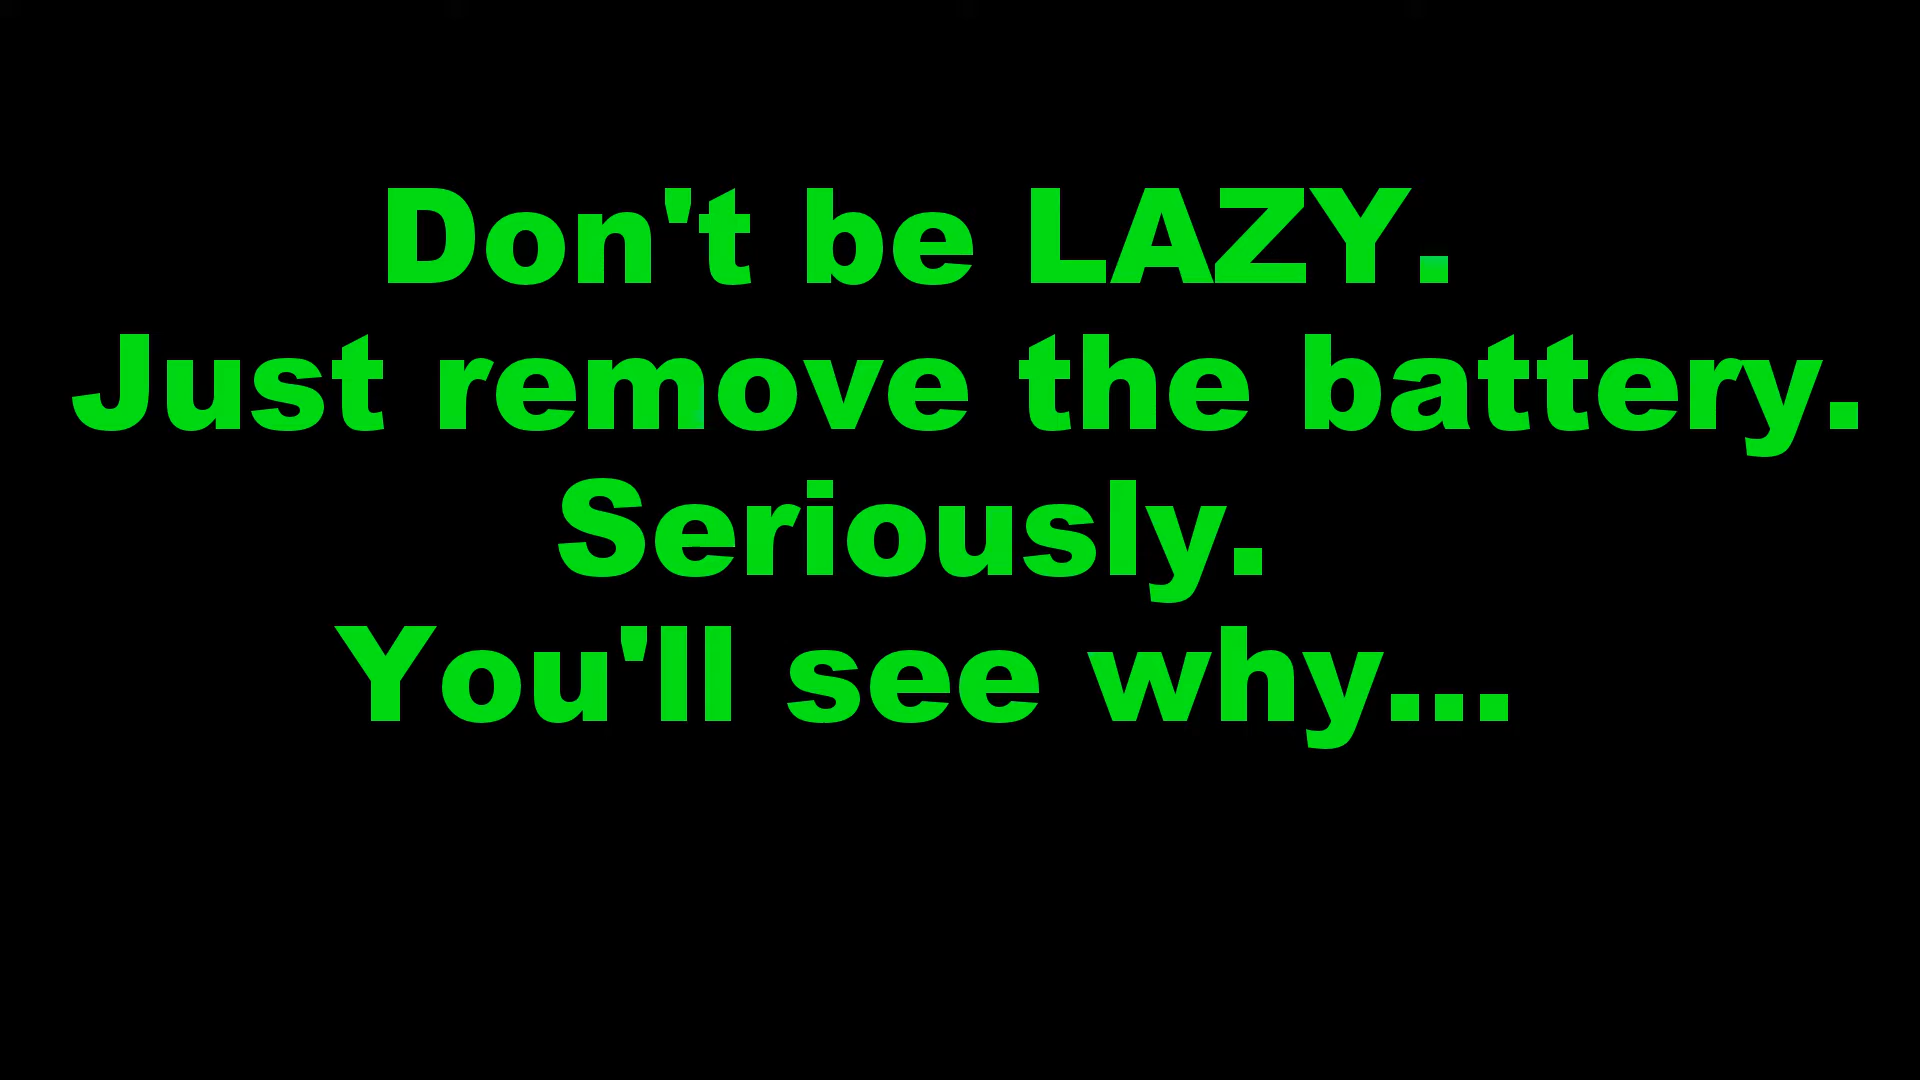 Don't be LAZY.
Just remove the battery.
Seriously.
You'll see why...